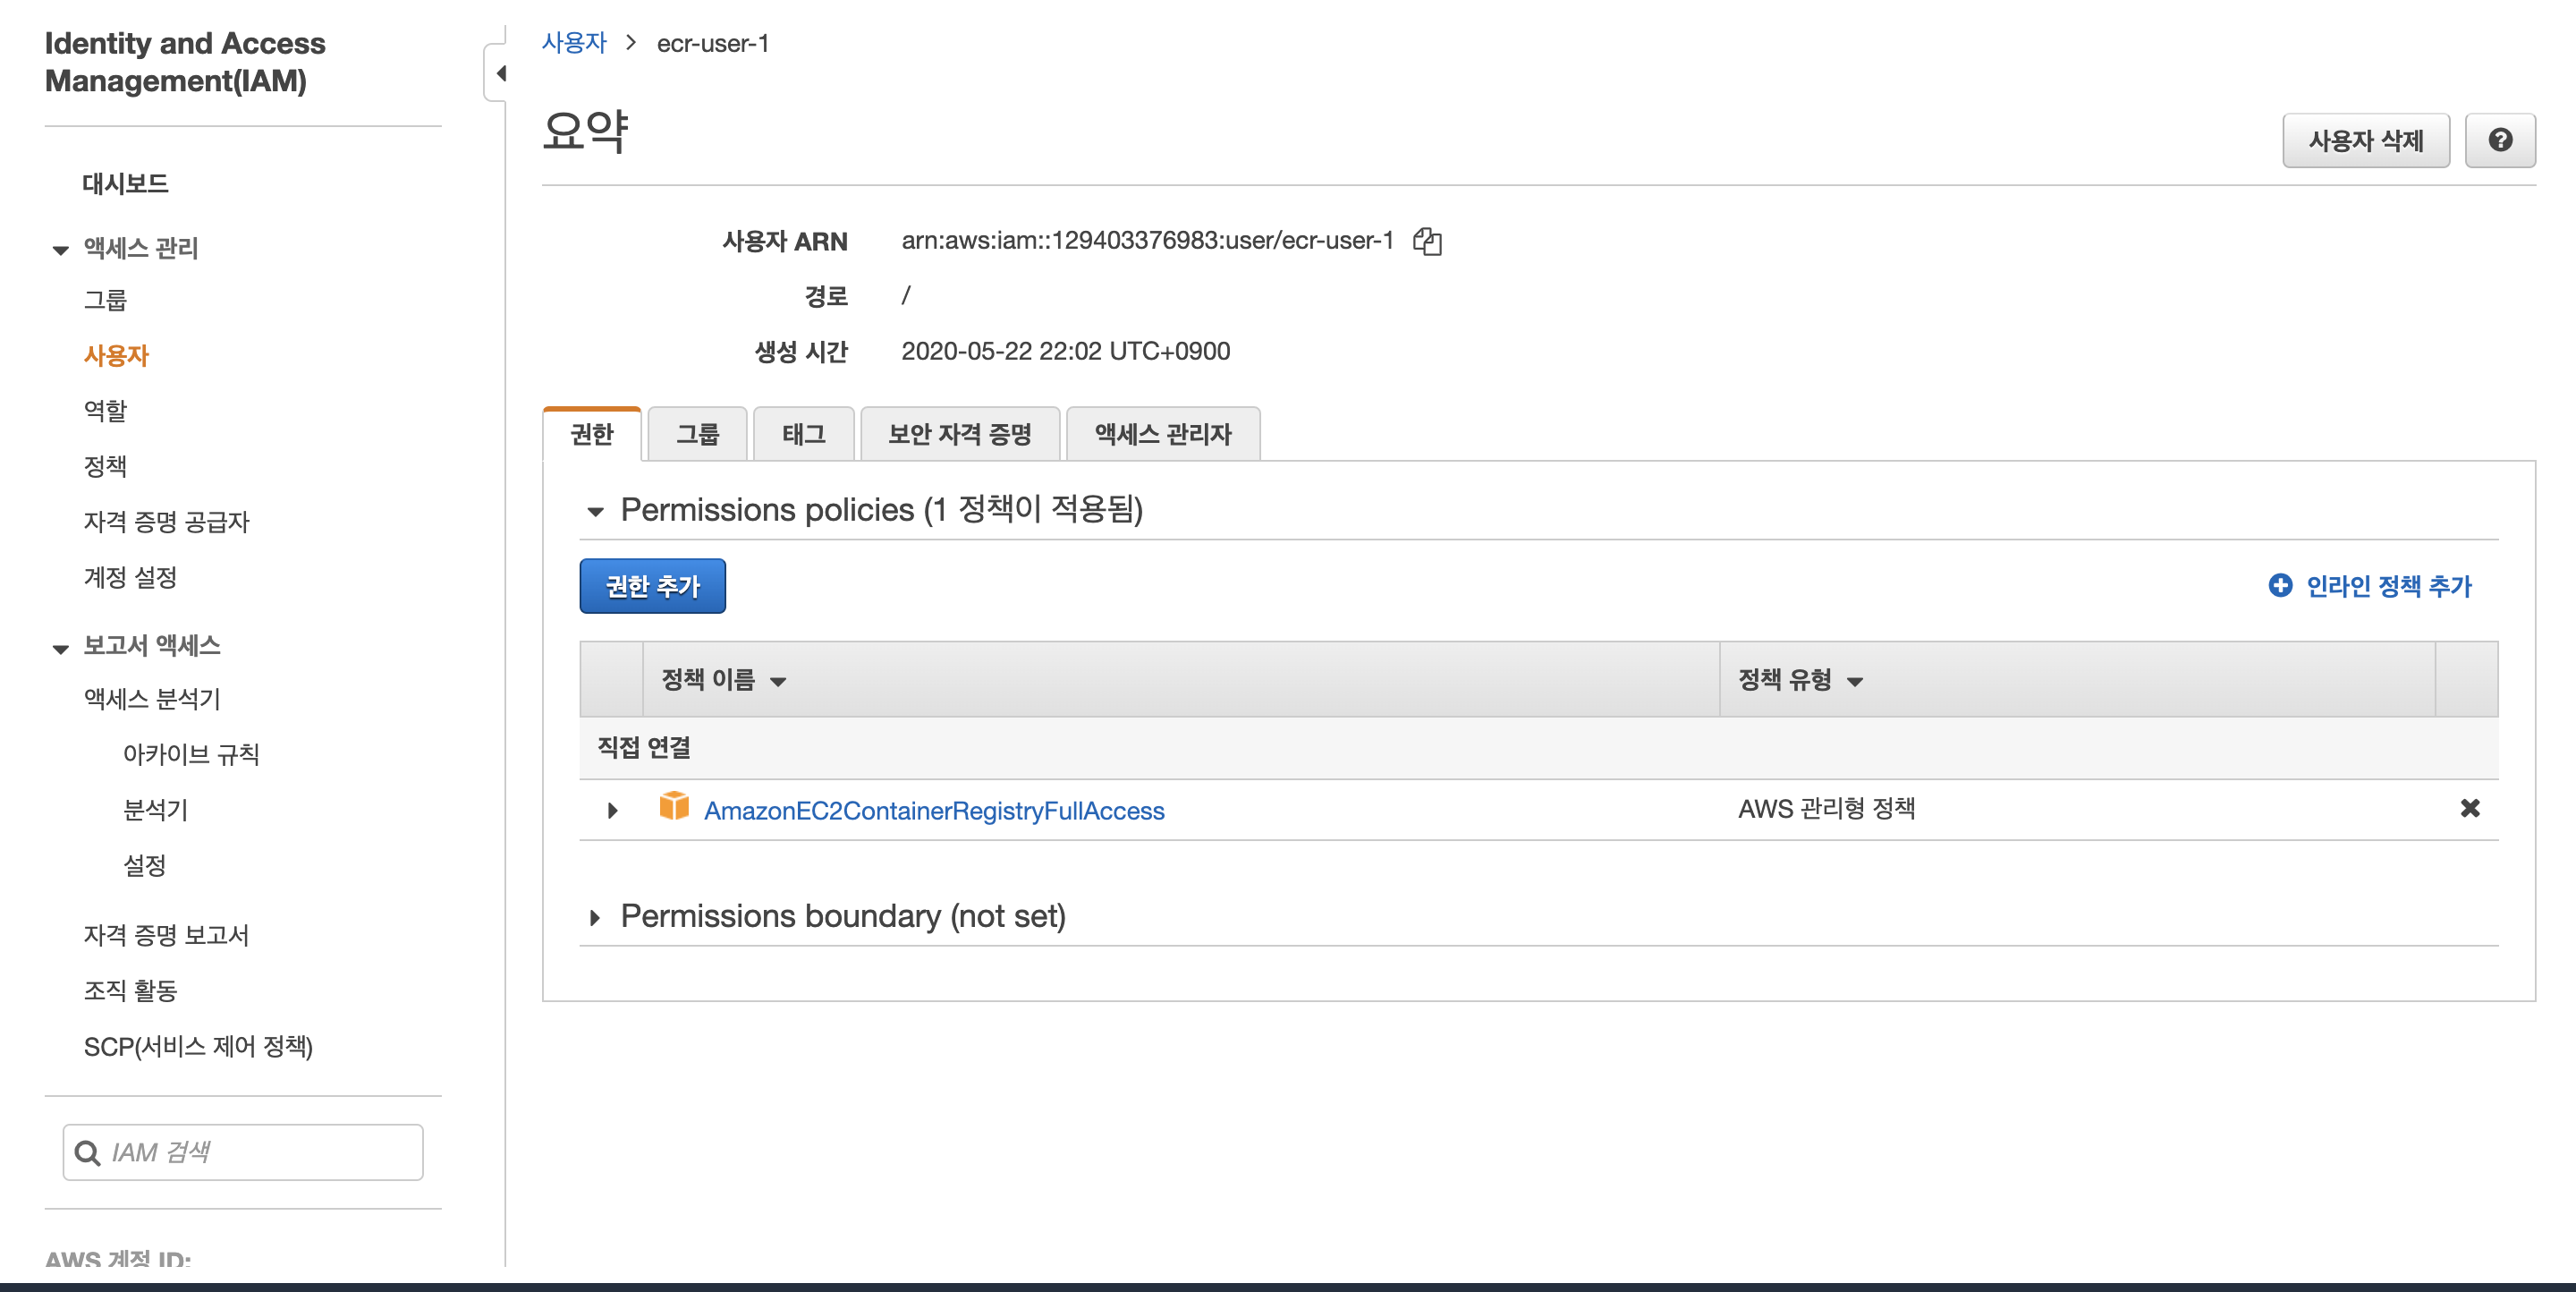 Identity and Access
Management(IAM)
대시보드
액세스 관리
그룹
사용자
역할
정책
자격 증명 공급자
계정 설정
보고서 액세스
액세스 분석기
아카이브 규칙
분석기
설정
자격 증명 보고서
조직 활동
SCP(서비스 제어 정책)
IAM 검색
AWS 계정 ID:
사용자 > ecr-user-1
요약
사용자 삭제
사용자 ARN arn:aws:iam::129403376983:user/ecr-user-1
경로 /
생성 시간 2020-05-22 22:02 UTC+0900
권한 그룹 태그 보안 자격 증명 액세스 관리자
Permissions policies (1 정책이 적용됨)
권한 추가 인라인 정책 추가
정책 이름 정책 유형
직접 연결
AmazonEC2ContainerRegistryFullAccess AWS 관리형 정책
Permissions boundary (not set)